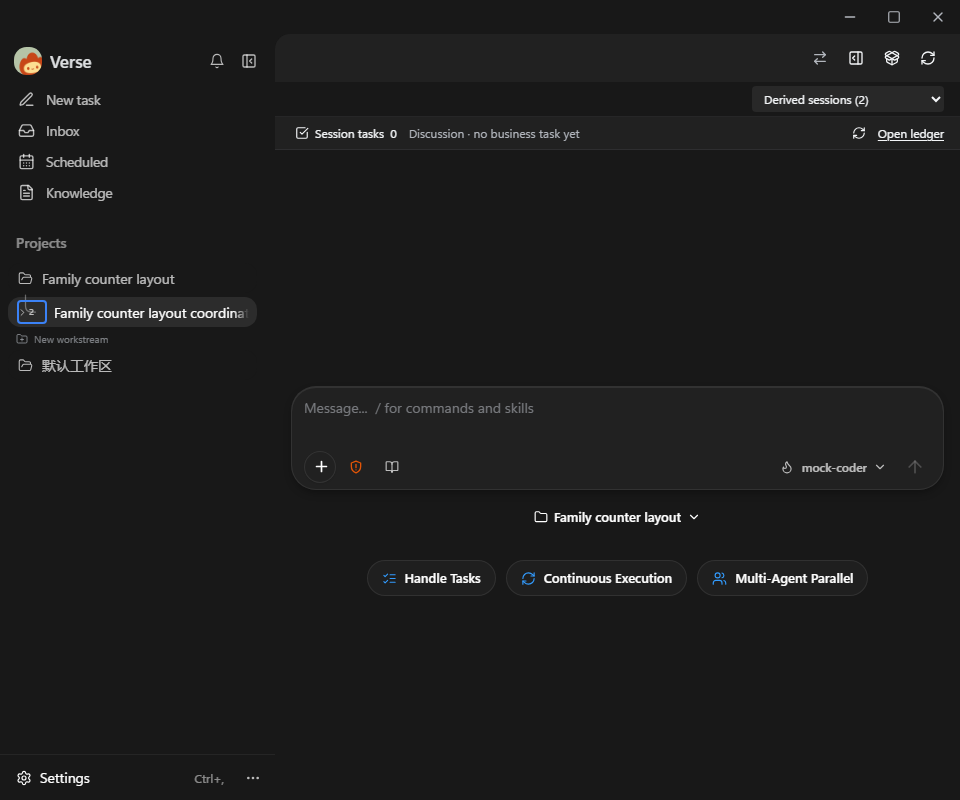 Verse
New task
Inbox
Scheduled
Knowledge
Projects
Family counter layout
2 Family counter layout coordina
New workstream
默认工作区
Settings Ctrl+,
Derived sessions (2)
Session tasks 0 Discussion · no business task yet Open ledger
Message... / for commands and skills
mock-coder
Family counter layout
Handle Tasks Continuous Execution Multi-Agent Parallel